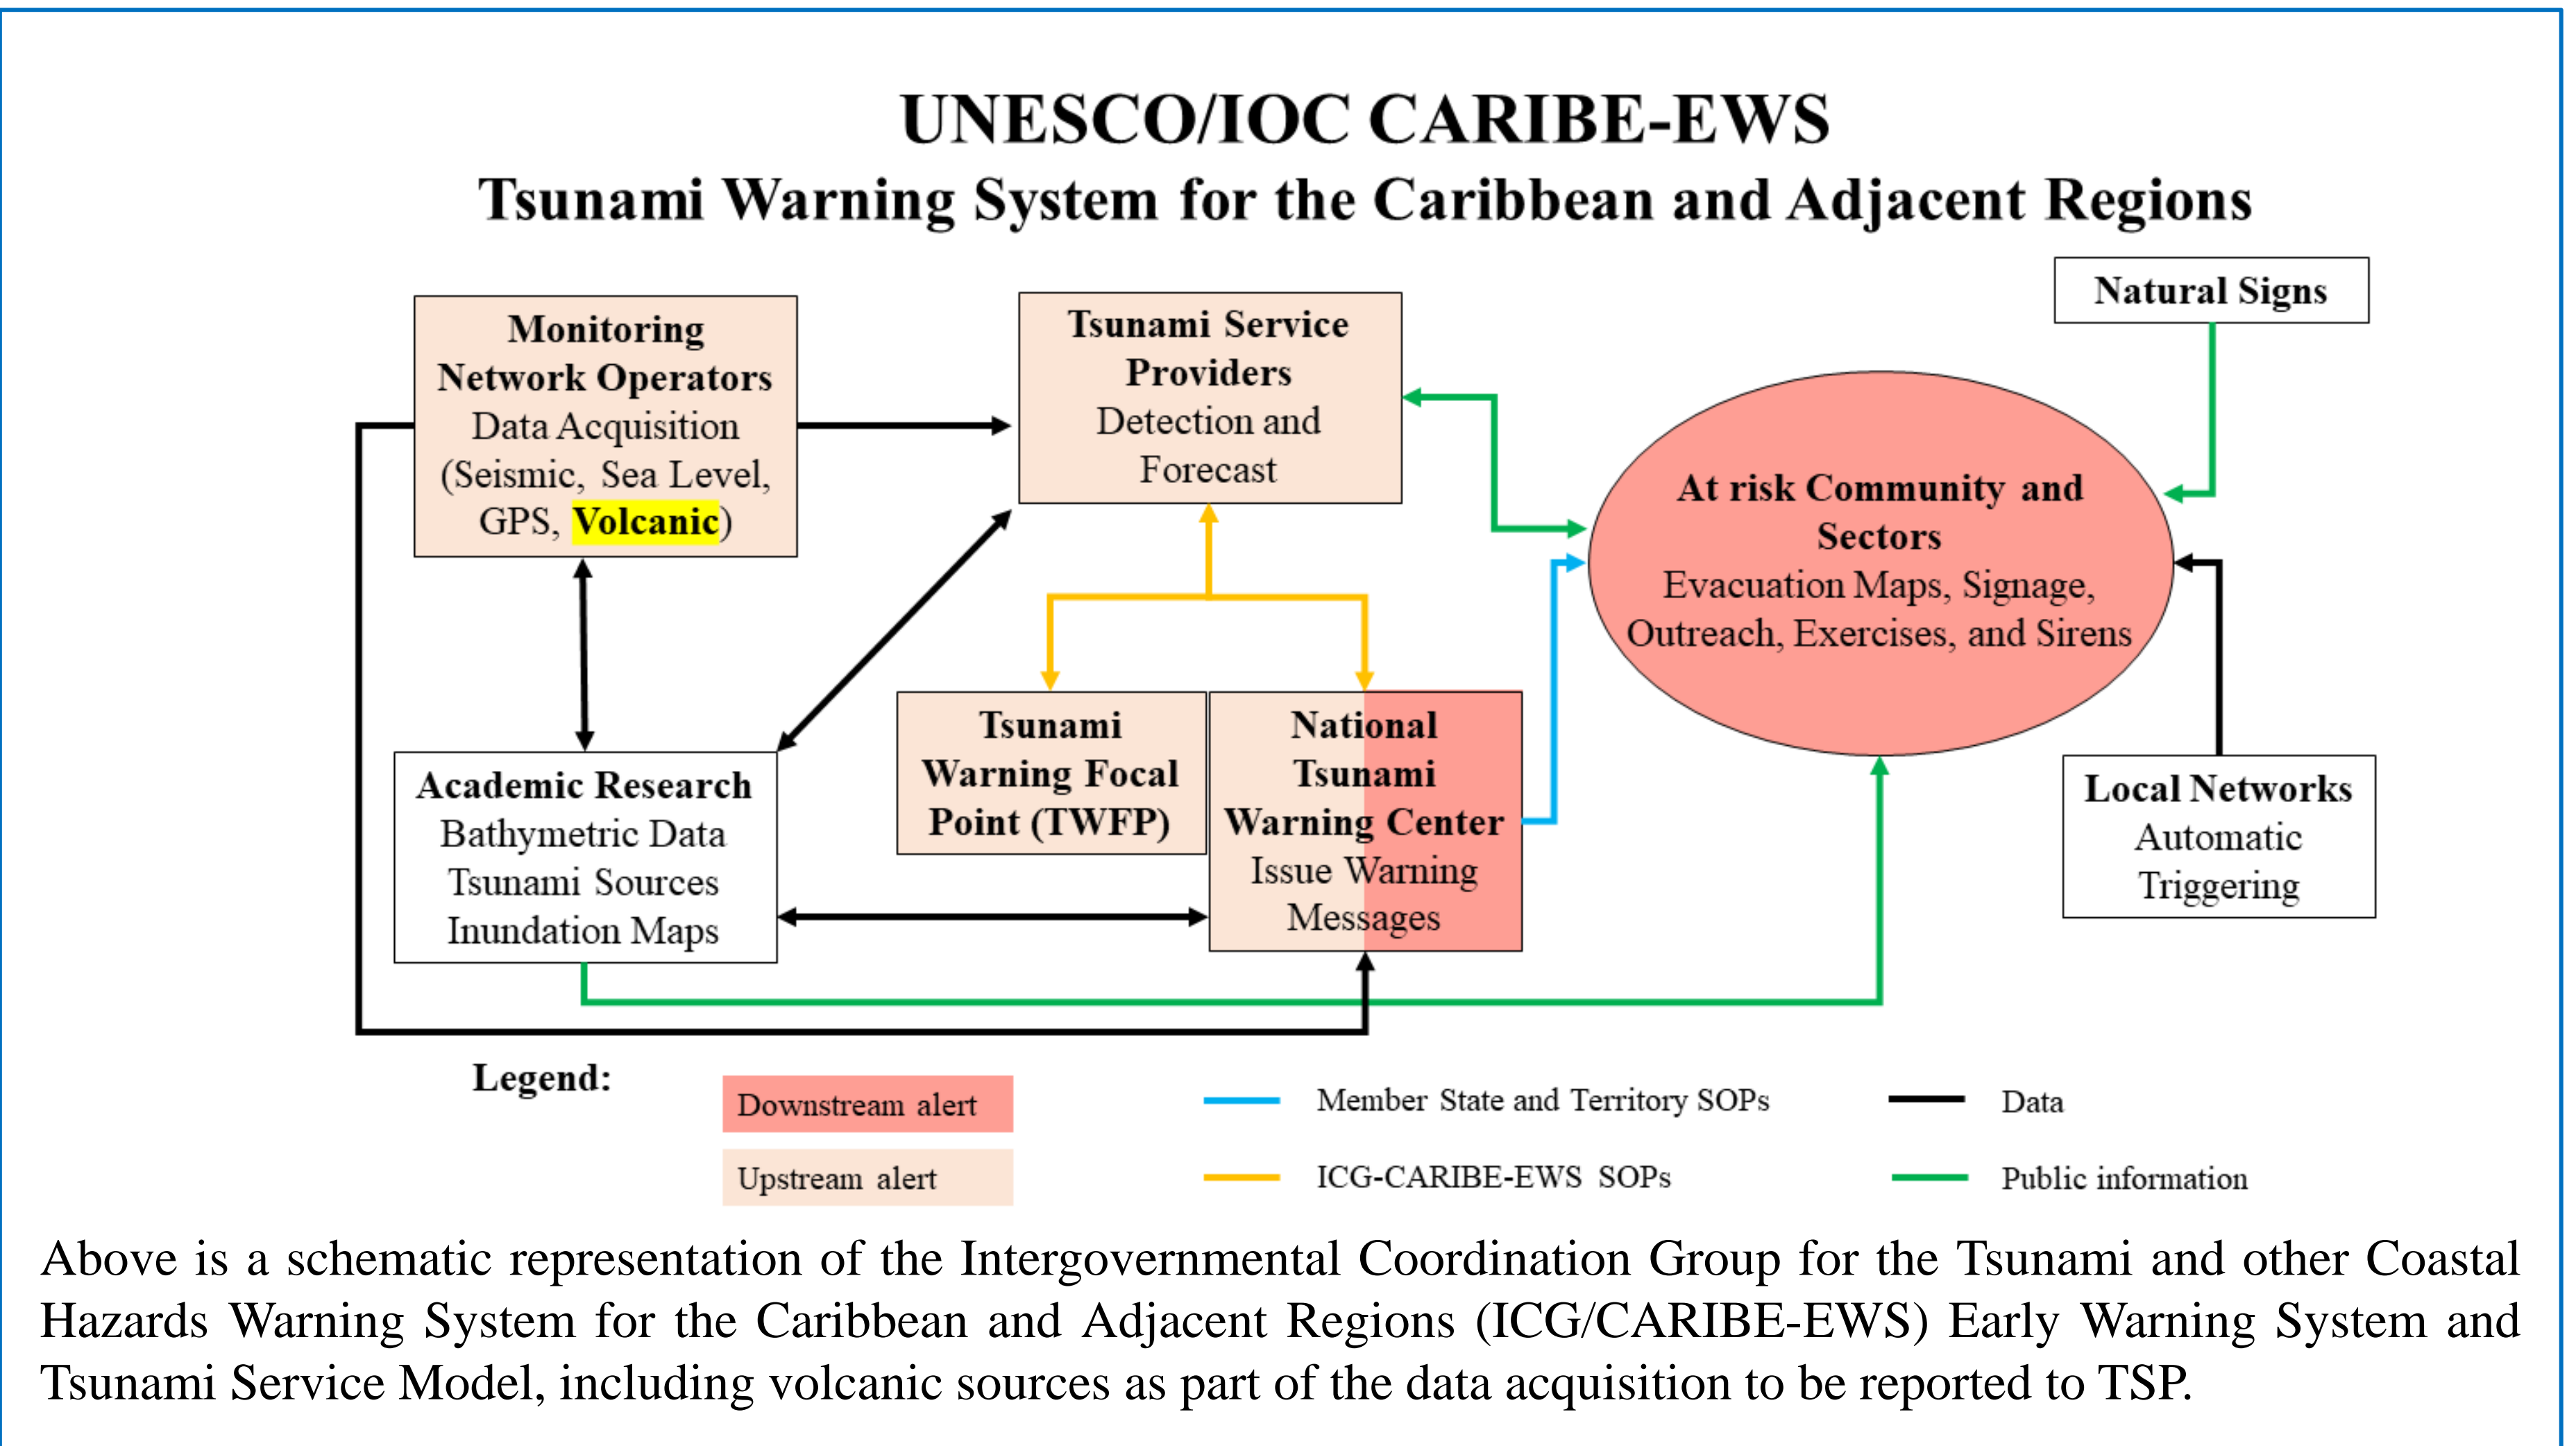 UNESCO/IOC CARIBE-EWS
Tsunami Warning System for the Caribbean and Adjacent Regions
Monitoring
Network Operators
Data Acquisition
(Seismic, Sea Level,
GPS, Volcanic)
Tsunami Service
Providers
Detection and
Forecast
Natural Signs
At risk Community and
Sectors
Evacuation Maps, Signage,
Outreach, Exercises, and Sirens
Academic Research
Bathymetric Data
Tsunami Sources
Inundation Maps
Tsunami
Warning Focal
Point (TWFP)
National
Tsunami
Warning Center
Issue Warning
Messages
Local Networks
Automatic
Triggering
Legend:
Downstream alert
Upstream alert
Member State and Territory SOPs
ICG-CARIBE-EWS SOPs
Data
Public information
Above is a schematic representation of the Intergovernmental Coordination Group for the Tsunami and other Coastal
Hazards Warning System for the Caribbean and Adjacent Regions (ICG/CARIBE-EWS) Early Warning System and
Tsunami Service Model, including volcanic sources as part of the data acquisition to be reported to TSP.